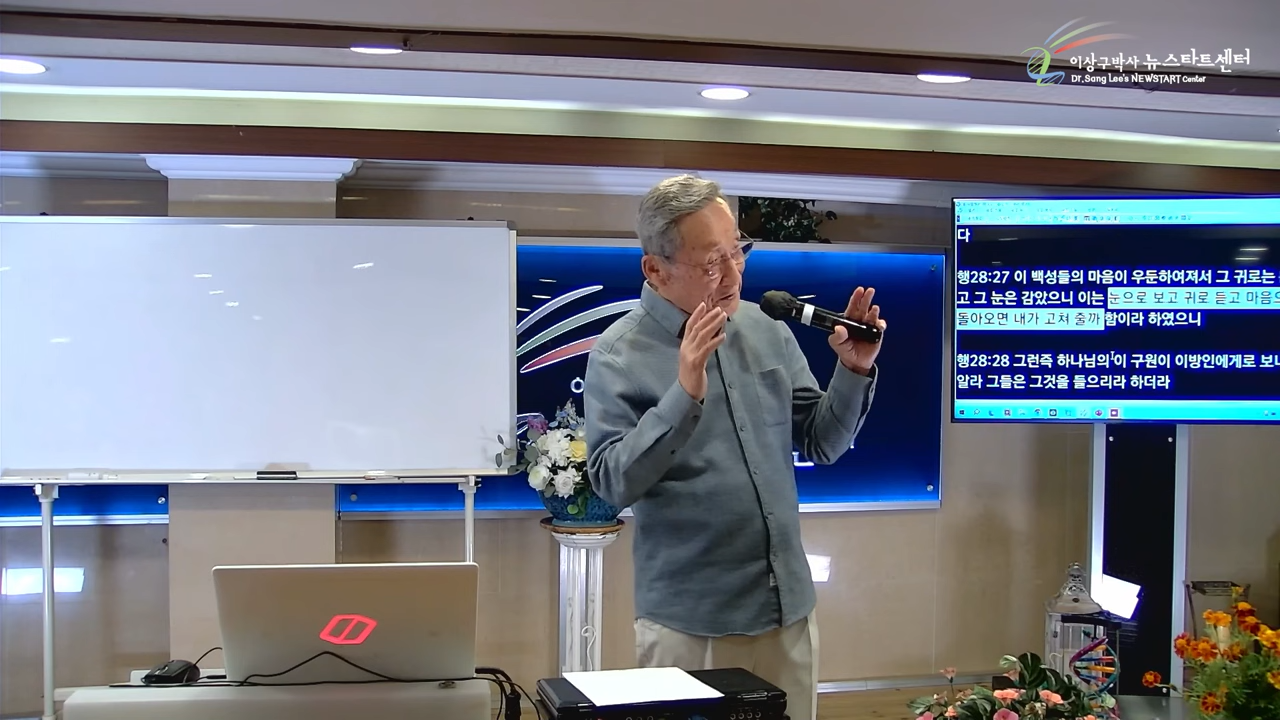 이상구박사 뉴스타트센터
Dr. Sang Lee's NEWSTART Center
다
행28:27 이 백성들의 마음이 우둔하여져서 그 귀로는
고 그 눈은 감았으니 이는 눈으로 보고 귀로 듣고 마음으
돌아오면 내가 고쳐 줄까 함이라 하였으니
행28:28 그런즉 하나님의 이 구원이 이방인에게로 보내
알라 그들은 그것을 들으리라 하더라